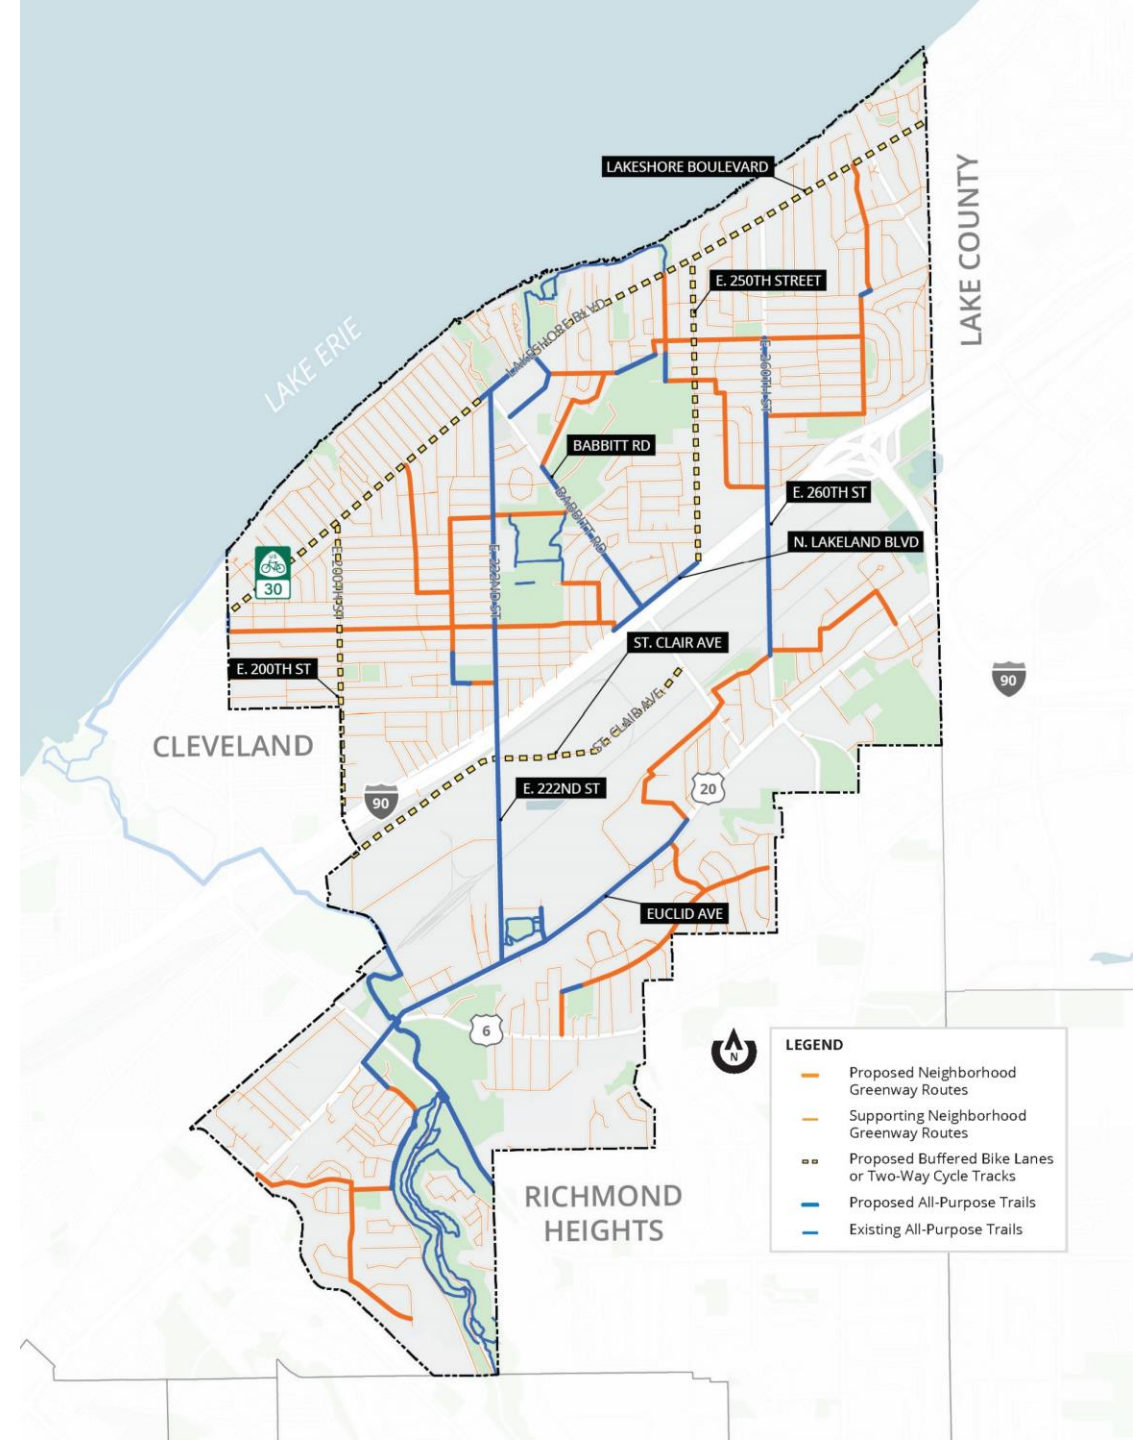 LAKESHORE BOULEVARD
LAKE COUNTY
E. 250TH STREET
LAKESHORE BLVD
LAKE ERIE
E. 260TH ST
BABBITT RD
E. 260TH ST
BABBITT RD
N. LAKELAND BLVD
E. 200TH ST
E. 222ND ST
30
ST. CLAIR AVE
E. 200TH ST
90
ST. CLAIR AVE
CLEVELAND
E. 222ND ST
20
90
EUCLID AVE
6
N
LEGEND
Proposed Neighborhood
Greenway Routes
Supporting Neighborhood
Greenway Routes
Proposed Buffered Bike Lanes
or Two-Way Cycle Tracks
Proposed All-Purpose Trails
Existing All-Purpose Trails
RICHMOND
HEIGHTS